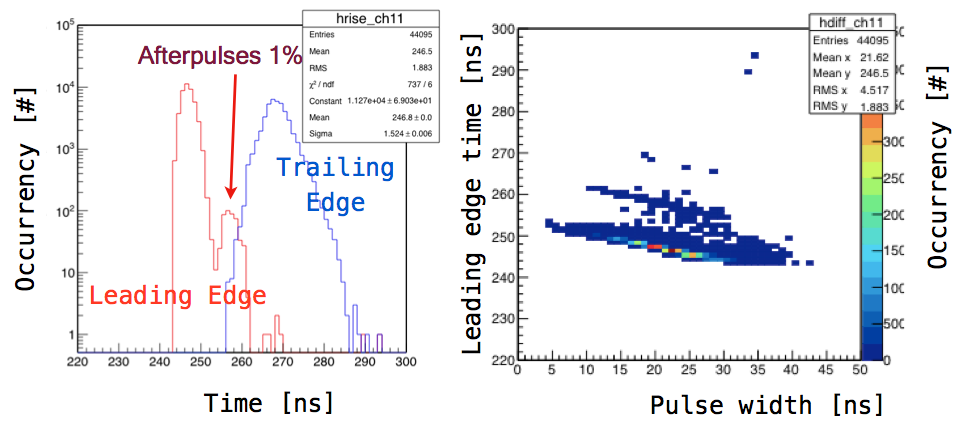 hrise_ch11
Entries 44095
Mean 246.5
RMS 1.883
χ² / ndf 737 / 6
Constant 1.127e+04 ± 6.903e+01
Mean 246.8 ± 0.0
Sigma 1.524 ± 0.006
Afterpulses 1%
Trailing
Edge
Leading Edge
Occurrency [#]
10⁵
10⁴
10³
10²
10
1
220 230 240 250 260 270 280 290 300
Time [ns]
hdiff_ch11
Entries 44095
Mean x 21.62
Mean y 246.5
RMS x 4.517
RMS y 1.883
Leading edge time [ns]
300
290
280
270
260
250
240
230
220
0 5 10 15 20 25 30 35 40 45 50
Pulse width [ns]
Occurrency [#]
0